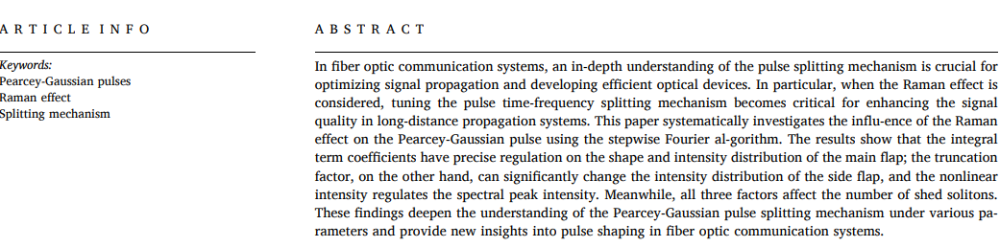 ARTICLE INFO
Keywords:
Pearcey-Gaussian pulses
Raman effect
Splitting mechanism
ABSTRACT
In fiber optic communication systems, an in-depth understanding of the pulse splitting mechanism is crucial for
optimizing signal propagation and developing efficient optical devices. In particular, when the Raman effect is
considered, tuning the pulse time-frequency splitting mechanism becomes critical for enhancing the signal
quality in long-distance propagation systems. This paper systematically investigates the influ-ence of the Raman
effect on the Pearcey-Gaussian pulse using the stepwise Fourier al-gorithm. The results show that the integral
term coefficients have precise regulation on the shape and intensity distribution of the main flap; the truncation
factor, on the other hand, can significantly change the intensity distribution of the side flap, and the nonlinear
intensity regulates the spectral peak intensity. Meanwhile, all three factors affect the number of shed solitons.
These findings deepen the understanding of the Pearcey-Gaussian pulse splitting mechanism under various pa-
rameters and provide new insights into pulse shaping in fiber optic communication systems.